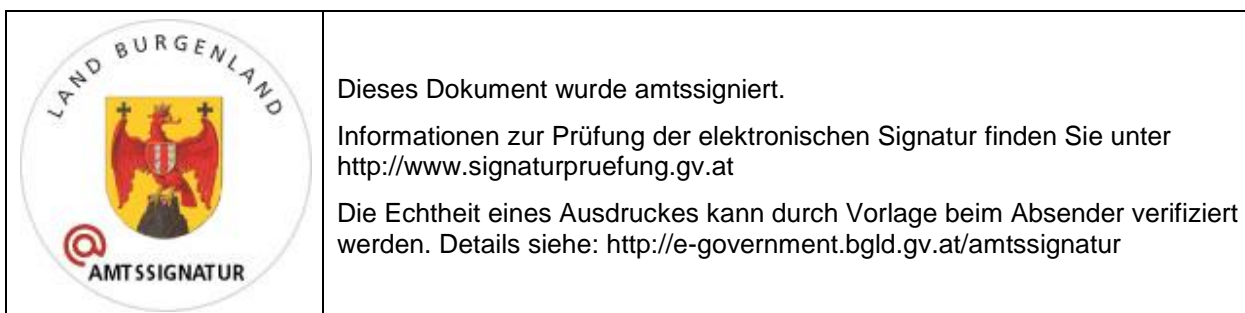 LAND BURGENLAND
@
AMTSSIGNATUR
Dieses Dokument wurde amtssigniert.
Informationen zur Prüfung der elektronischen Signatur finden Sie unter
http://www.signaturpruefung.gv.at
Die Echtheit eines Ausdruckes kann durch Vorlage beim Absender verifiziert
werden. Details siehe: http://e-government.bgld.gv.at/amtssignatur